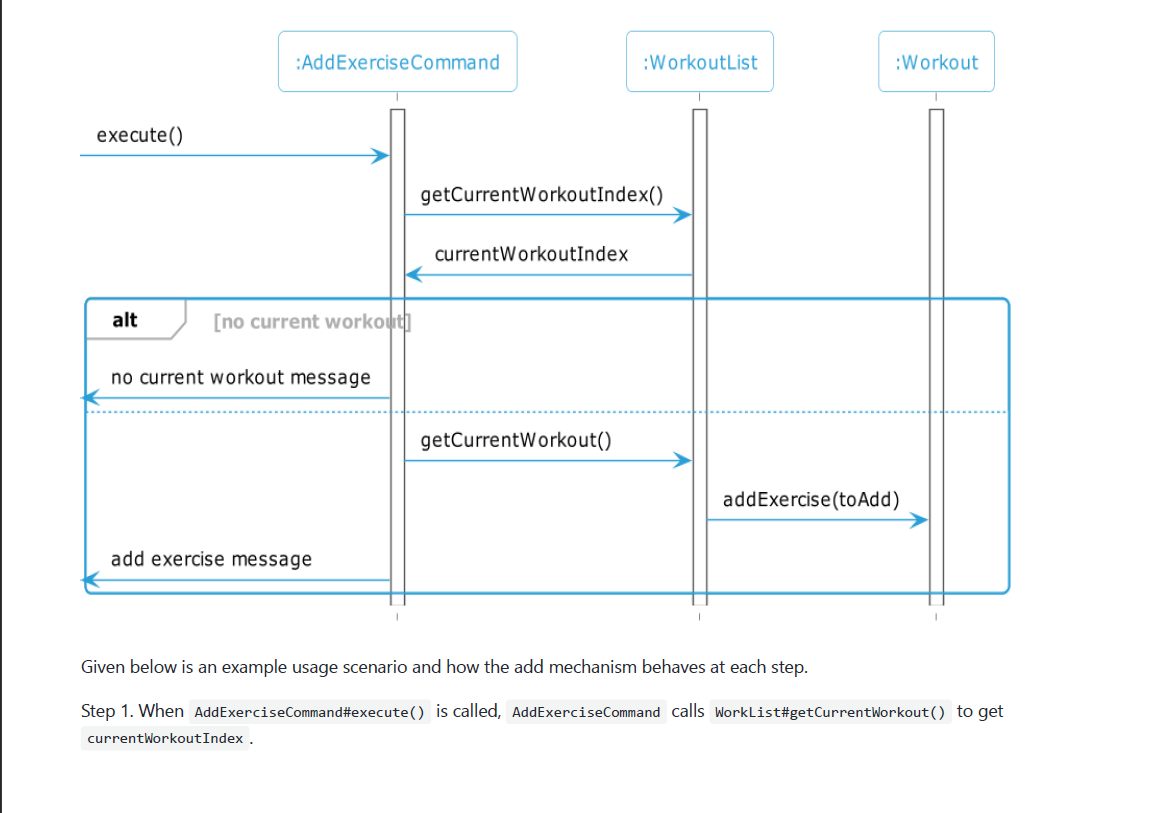 :AddExerciseCommand
:WorkoutList
:Workout
execute()
getCurrentWorkoutIndex()
currentWorkoutIndex
alt
[no current workout]
no current workout message
getCurrentWorkout()
addExercise(toAdd)
add exercise message
Given below is an example usage scenario and how the add mechanism behaves at each step.
Step 1. When AddExerciseCommand#execute() is called, AddExerciseCommand calls WorkList#getCurrentWorkout() to get
currentWorkoutIndex .